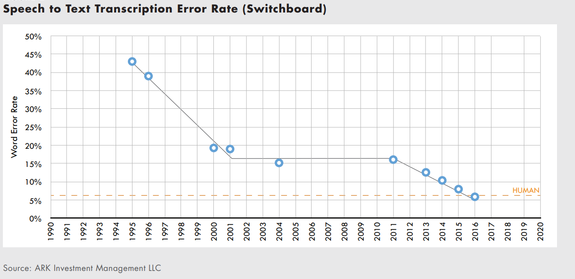 Speech to Text Transcription Error Rate (Switchboard)
50%
45%
40%
35%
30%
25%
20%
15%
10%
5%
0%
Word Error Rate
HUMAN
1990 1991 1992 1993 1994 1995 1996 1997 1998 1999 2000 2001 2002 2003 2004 2005 2006 2007 2008 2009 2010 2011 2012 2013 2014 2015 2016 2017 2018 2019 2020
Source: ARK Investment Management LLC